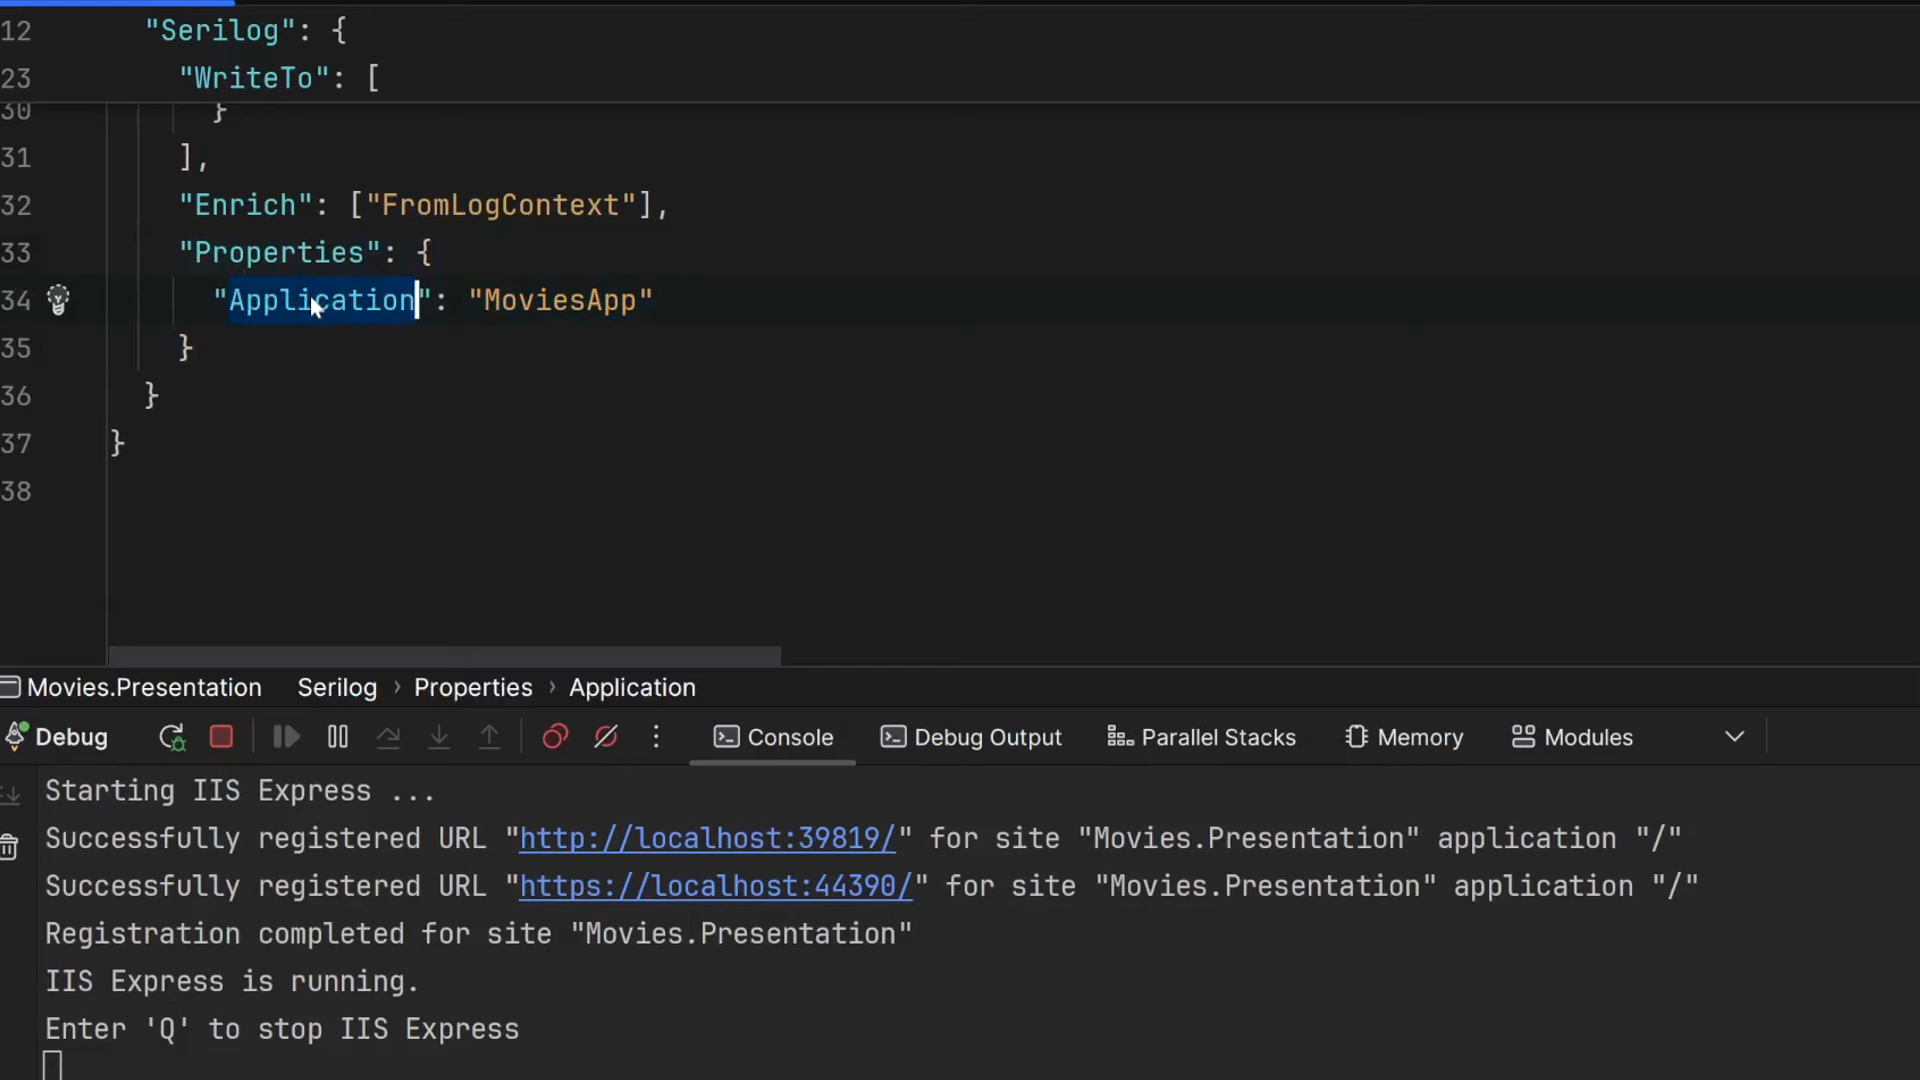 12 "Serilog": {
23 "WriteTo": [
30 }
31 ],
32 "Enrich": ["FromLogContext"],
33 "Properties": {
34 "Application": "MoviesApp"
35 }
36 }
37 }
38
Movies.Presentation Serilog › Properties › Application
Debug Console Debug Output Parallel Stacks Memory Modules
Starting IIS Express ...
Successfully registered URL "http://localhost:39819/" for site "Movies.Presentation" application "/"
Successfully registered URL "https://localhost:44390/" for site "Movies.Presentation" application "/"
Registration completed for site "Movies.Presentation"
IIS Express is running.
Enter 'Q' to stop IIS Express